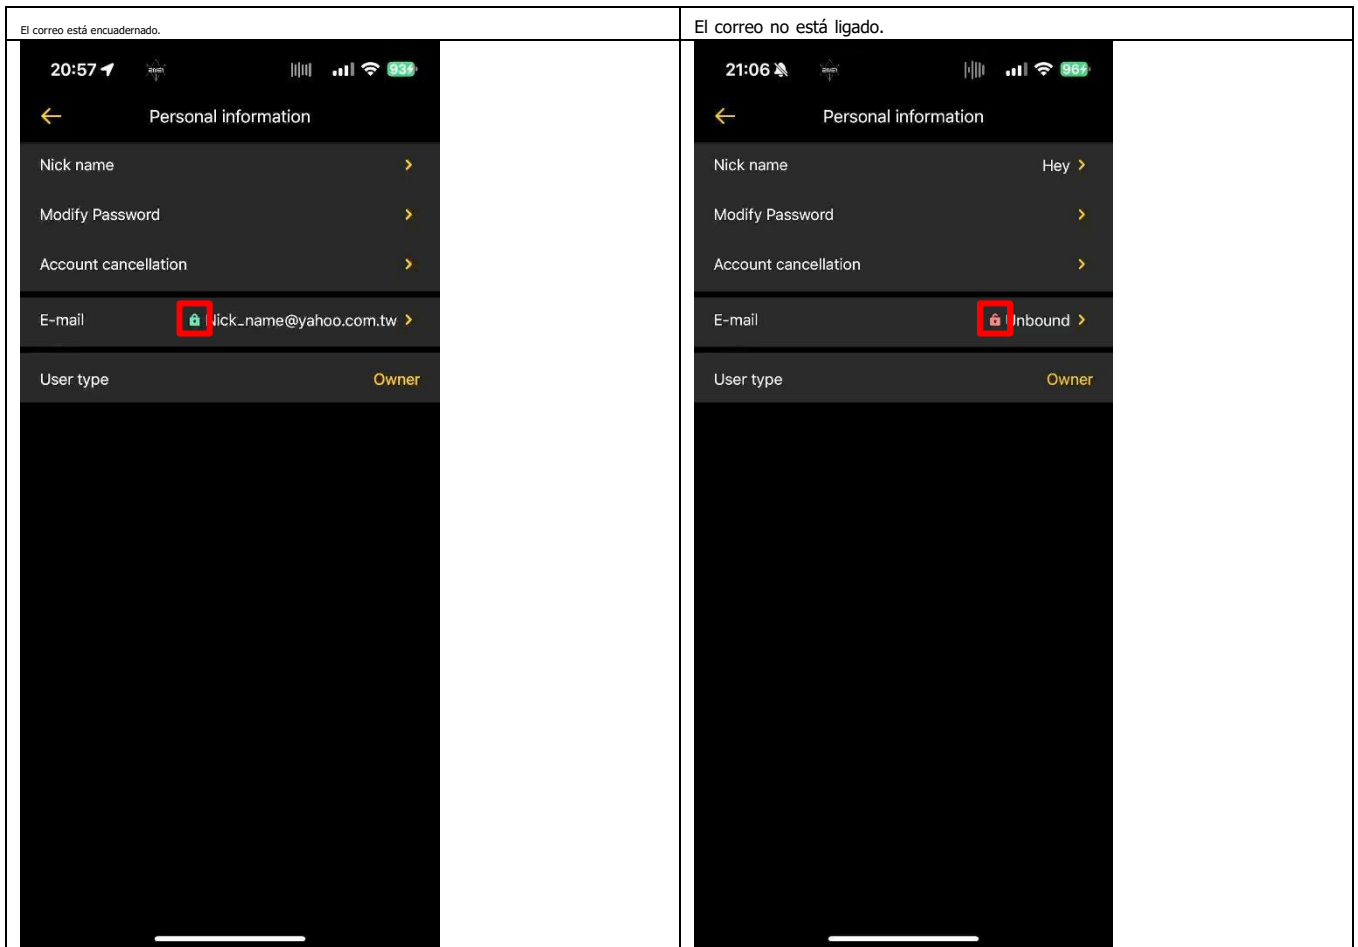 El correo está encuadernado.
El correo no está ligado.
20:57
93
Personal information
Nick name
Modify Password
Account cancellation
E-mail
Nick_name@yahoo.com.tw
User type
Owner
21:06
96
Personal information
Nick name
Hey
Modify Password
Account cancellation
E-mail
Unbound
User type
Owner